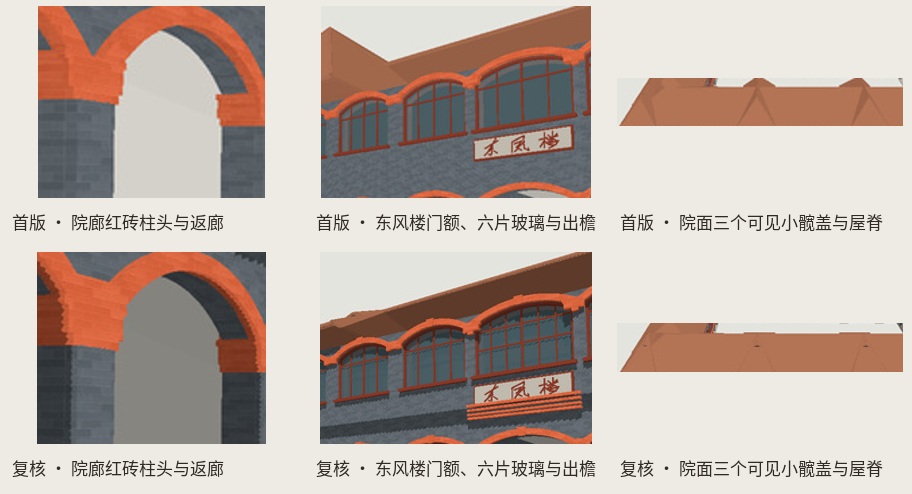 东风楼
首版 · 院廊红砖柱头与返廊
首版 · 东风楼门额、六片玻璃与出檐
首版 · 院面三个可见小髋盖与屋脊
东风楼
复核 · 院廊红砖柱头与返廊
复核 · 东风楼门额、六片玻璃与出檐
复核 · 院面三个可见小髋盖与屋脊